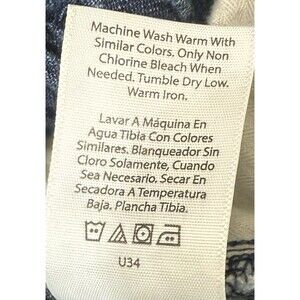 Machine Wash Warm With
Similar Colors. Only Non
Chlorine Bleach When
Needed. Tumble Dry Low.
Warm Iron.
Lavar A Máquina En
Agua Tibia Con Colores
Similares. Blanqueador Sin
Cloro Solamente, Cuando
Sea Necesario. Secar En
Secadora A Temperatura
Baja. Plancha Tibia.
U34